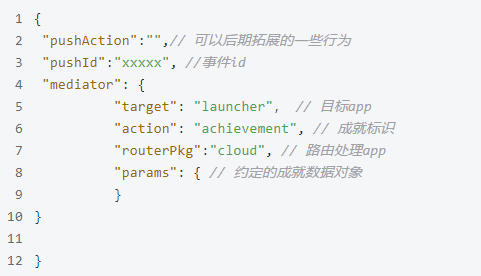 1 {
2 "pushAction":"",// 可以后期拓展的一些行为
3 "pushId":"xxxxx", //事件id
4 "mediator": {
5 "target": "launcher", // 目标app
6 "action": "achievement", // 成就标识
7 "routerPkg":"cloud", // 路由处理app
8 "params": { // 约定的成就数据对象
9 }
10 }
11
12 }